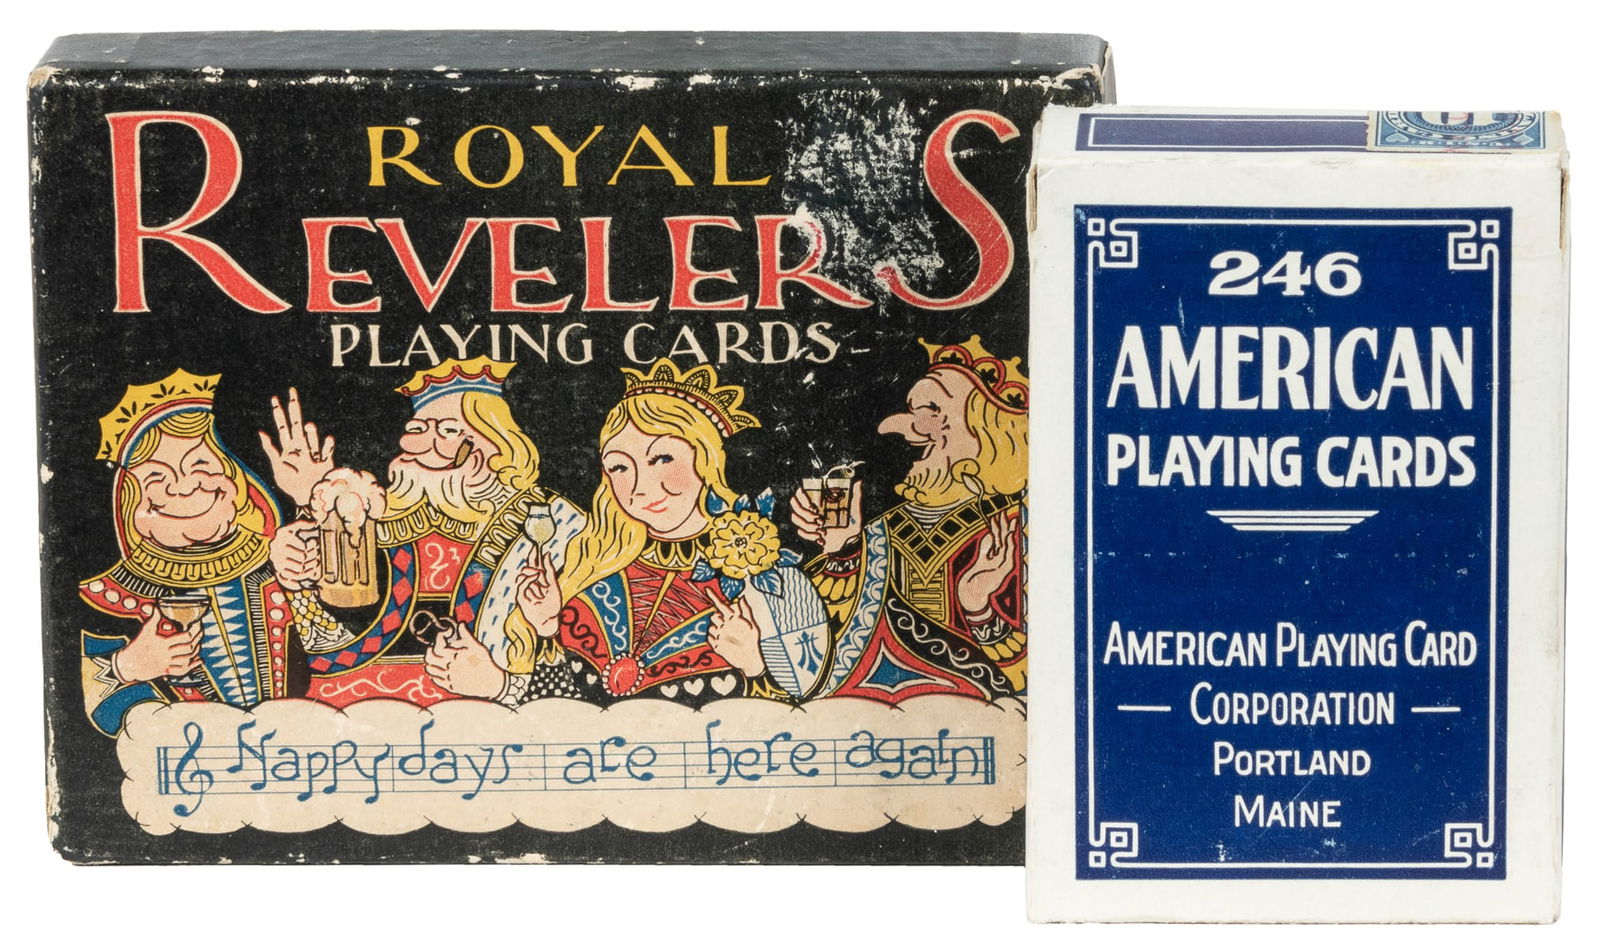 ROYAL
REVELERS
PLAYING CARDS
Happy days are here again
246
AMERICAN
PLAYING CARDS
AMERICAN PLAYING CARD
CORPORATION
PORTLAND
MAINE